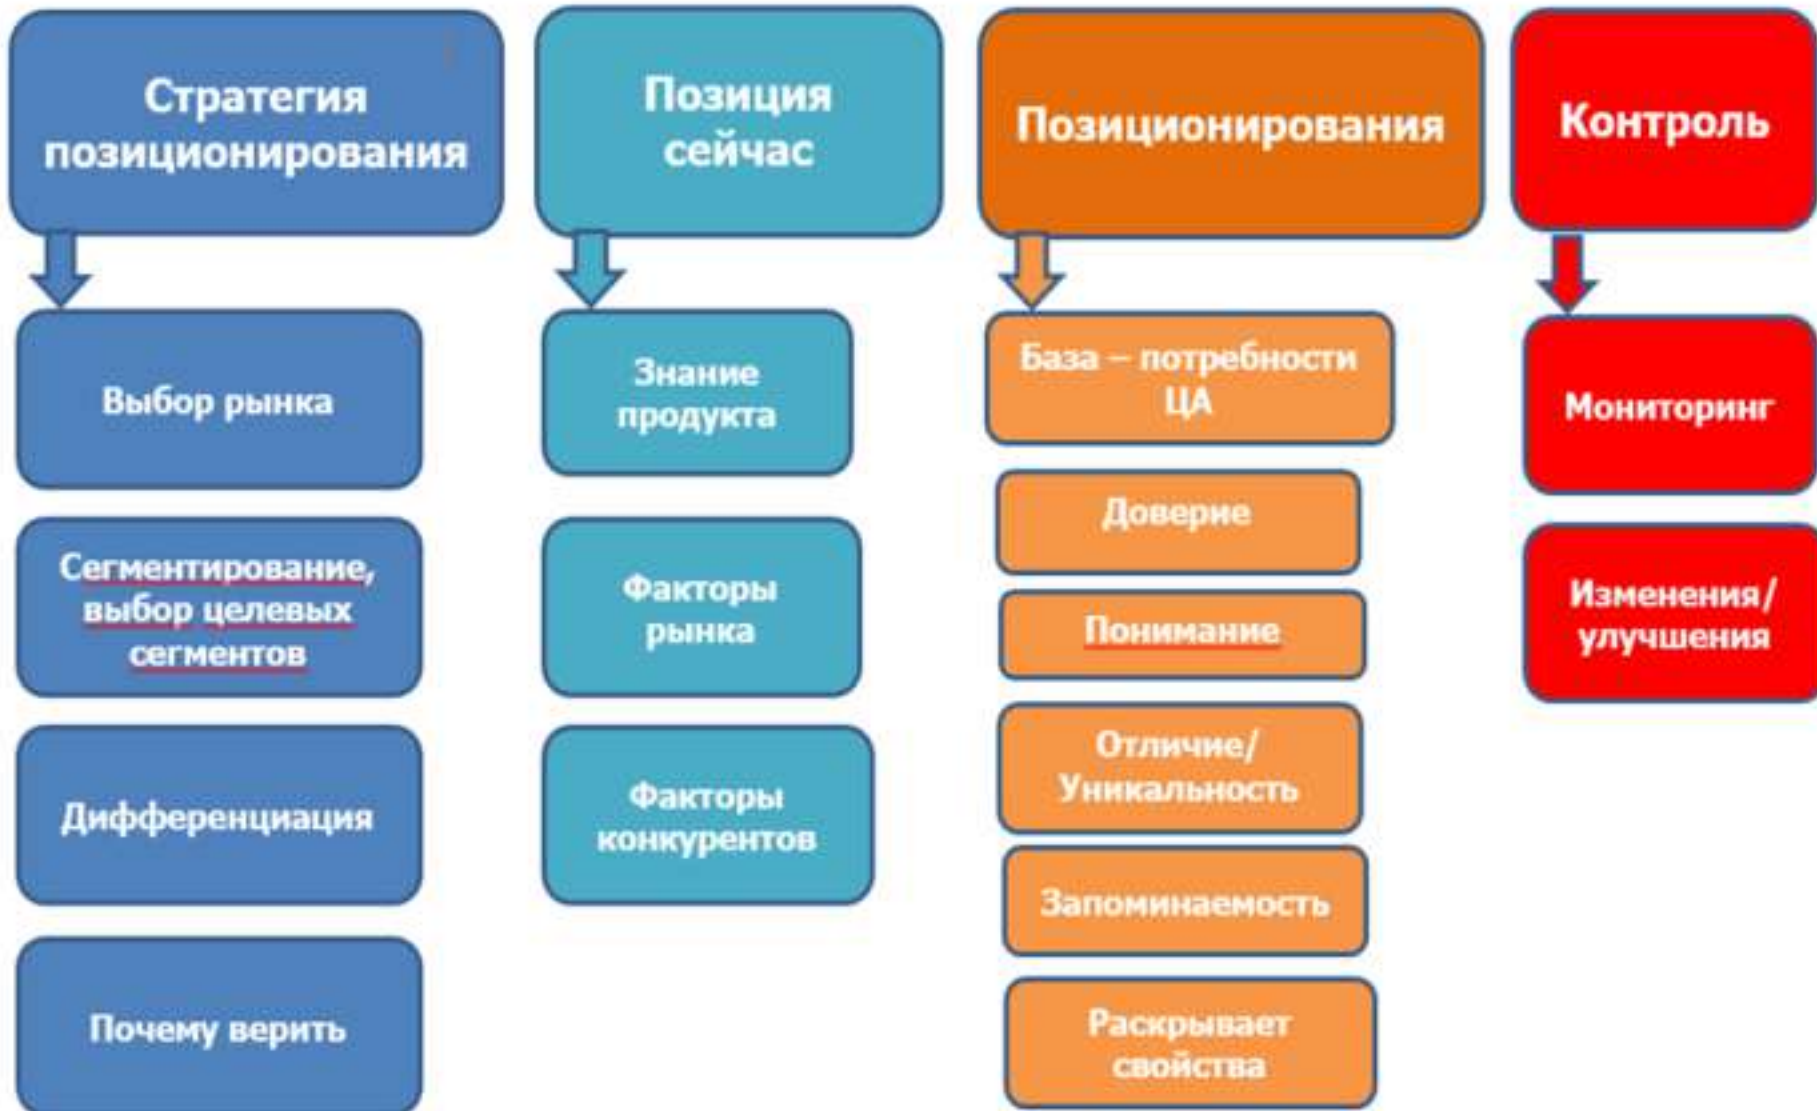 Стратегия
позиционирования
Выбор рынка
Сегментирование,
выбор целевых
сегментов
Дифференциация
Почему верить
Позиция
сейчас
Знание
продукта
Факторы
рынка
Факторы
конкурентов
Позиционирования
База – потребности
ЦА
Доверие
Понимание
Отличие/
Уникальность
Запоминаемость
Раскрывает
свойства
Контроль
Мониторинг
Изменения/
улучшения